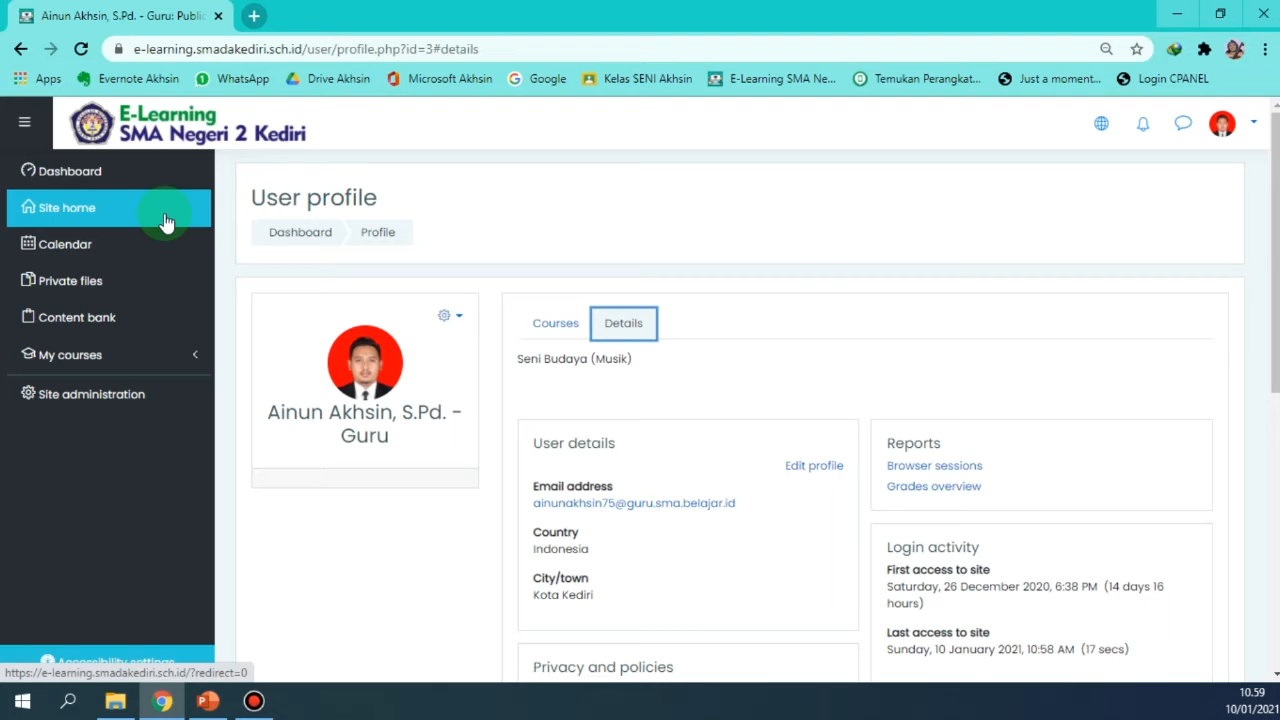 Ainun Akhsin, S.Pd. - Guru: Public
e-learning.smadakediri.sch.id/user/profile.php?id=3#details
Apps
Evernote Akhsin
WhatsApp
Drive Akhsin
Microsoft Akhsin
Google
Kelas SENI Akhsin
E-Learning SMA Ne...
Temukan Perangkat...
Just a moment...
Login CPANEL
E-Learning
SMA Negeri 2 Kediri
Dashboard
Site home
Calendar
Private files
Content bank
My courses
Site administration
Accessibility settings
User profile
Dashboard
Profile
Ainun Akhsin, S.Pd. -
Guru
Courses
Details
Seni Budaya (Musik)
User details
Edit profile
Email address
ainunakhsin75@guru.sma.belajar.id
Country
Indonesia
City/town
Kota Kediri
Privacy and policies
Reports
Browser sessions
Grades overview
Login activity
First access to site
Saturday, 26 December 2020, 6:38 PM (14 days 16
hours)
Last access to site
Sunday, 10 January 2021, 10:58 AM (17 secs)
https://e-learning.smadakediri.sch.id/?redirect=0
10.59
10/01/2021